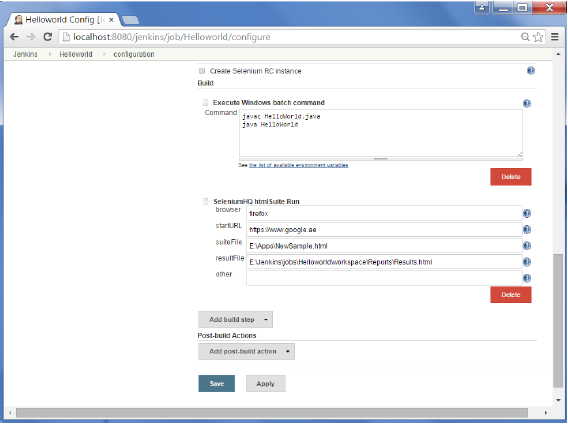 Helloworld Config [Je
localhost:8080/jenkins/job/Helloworld/configure
Jenkins Helloworld configuration
Create Selenium RC instance
Build
Execute Windows batch command
Command
javac HelloWorld.java
java HelloWorld
See the list of available environment variables
Delete
SeleniumHQ htmlSuite Run
browser firefox
startURL https://www.google.ae
suiteFile E:\Apps\NewSample.html
resultFile E:\Jenkins\jobs\Helloworld\workspace\Reports\Results.html
other
Delete
Add build step
Post-build Actions
Add post-build action
Save Apply